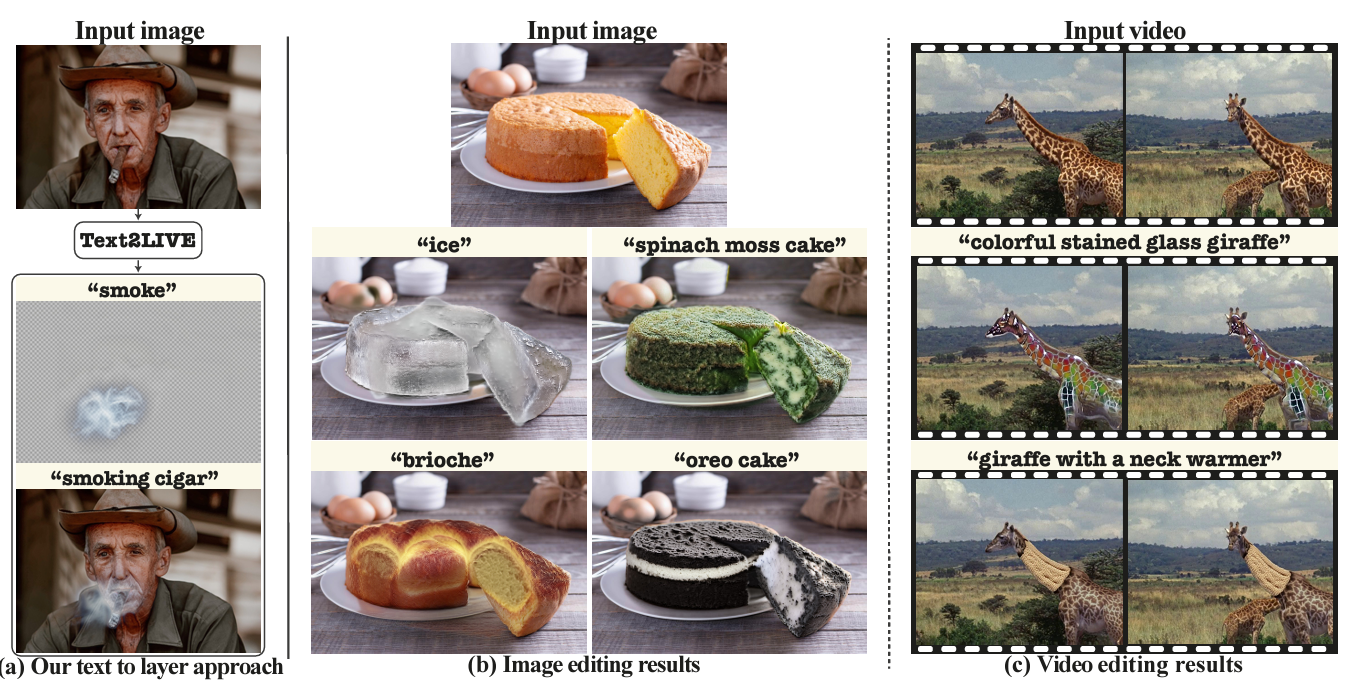 Input image
Text2LIVE
“smoke”
“smoking cigar”
(a) Our text to layer approach
Input image
“ice”
“spinach moss cake”
“brioche”
“oreo cake”
(b) Image editing results
Input video
“colorful stained glass giraffe”
“giraffe with a neck warmer”
(c) Video editing results